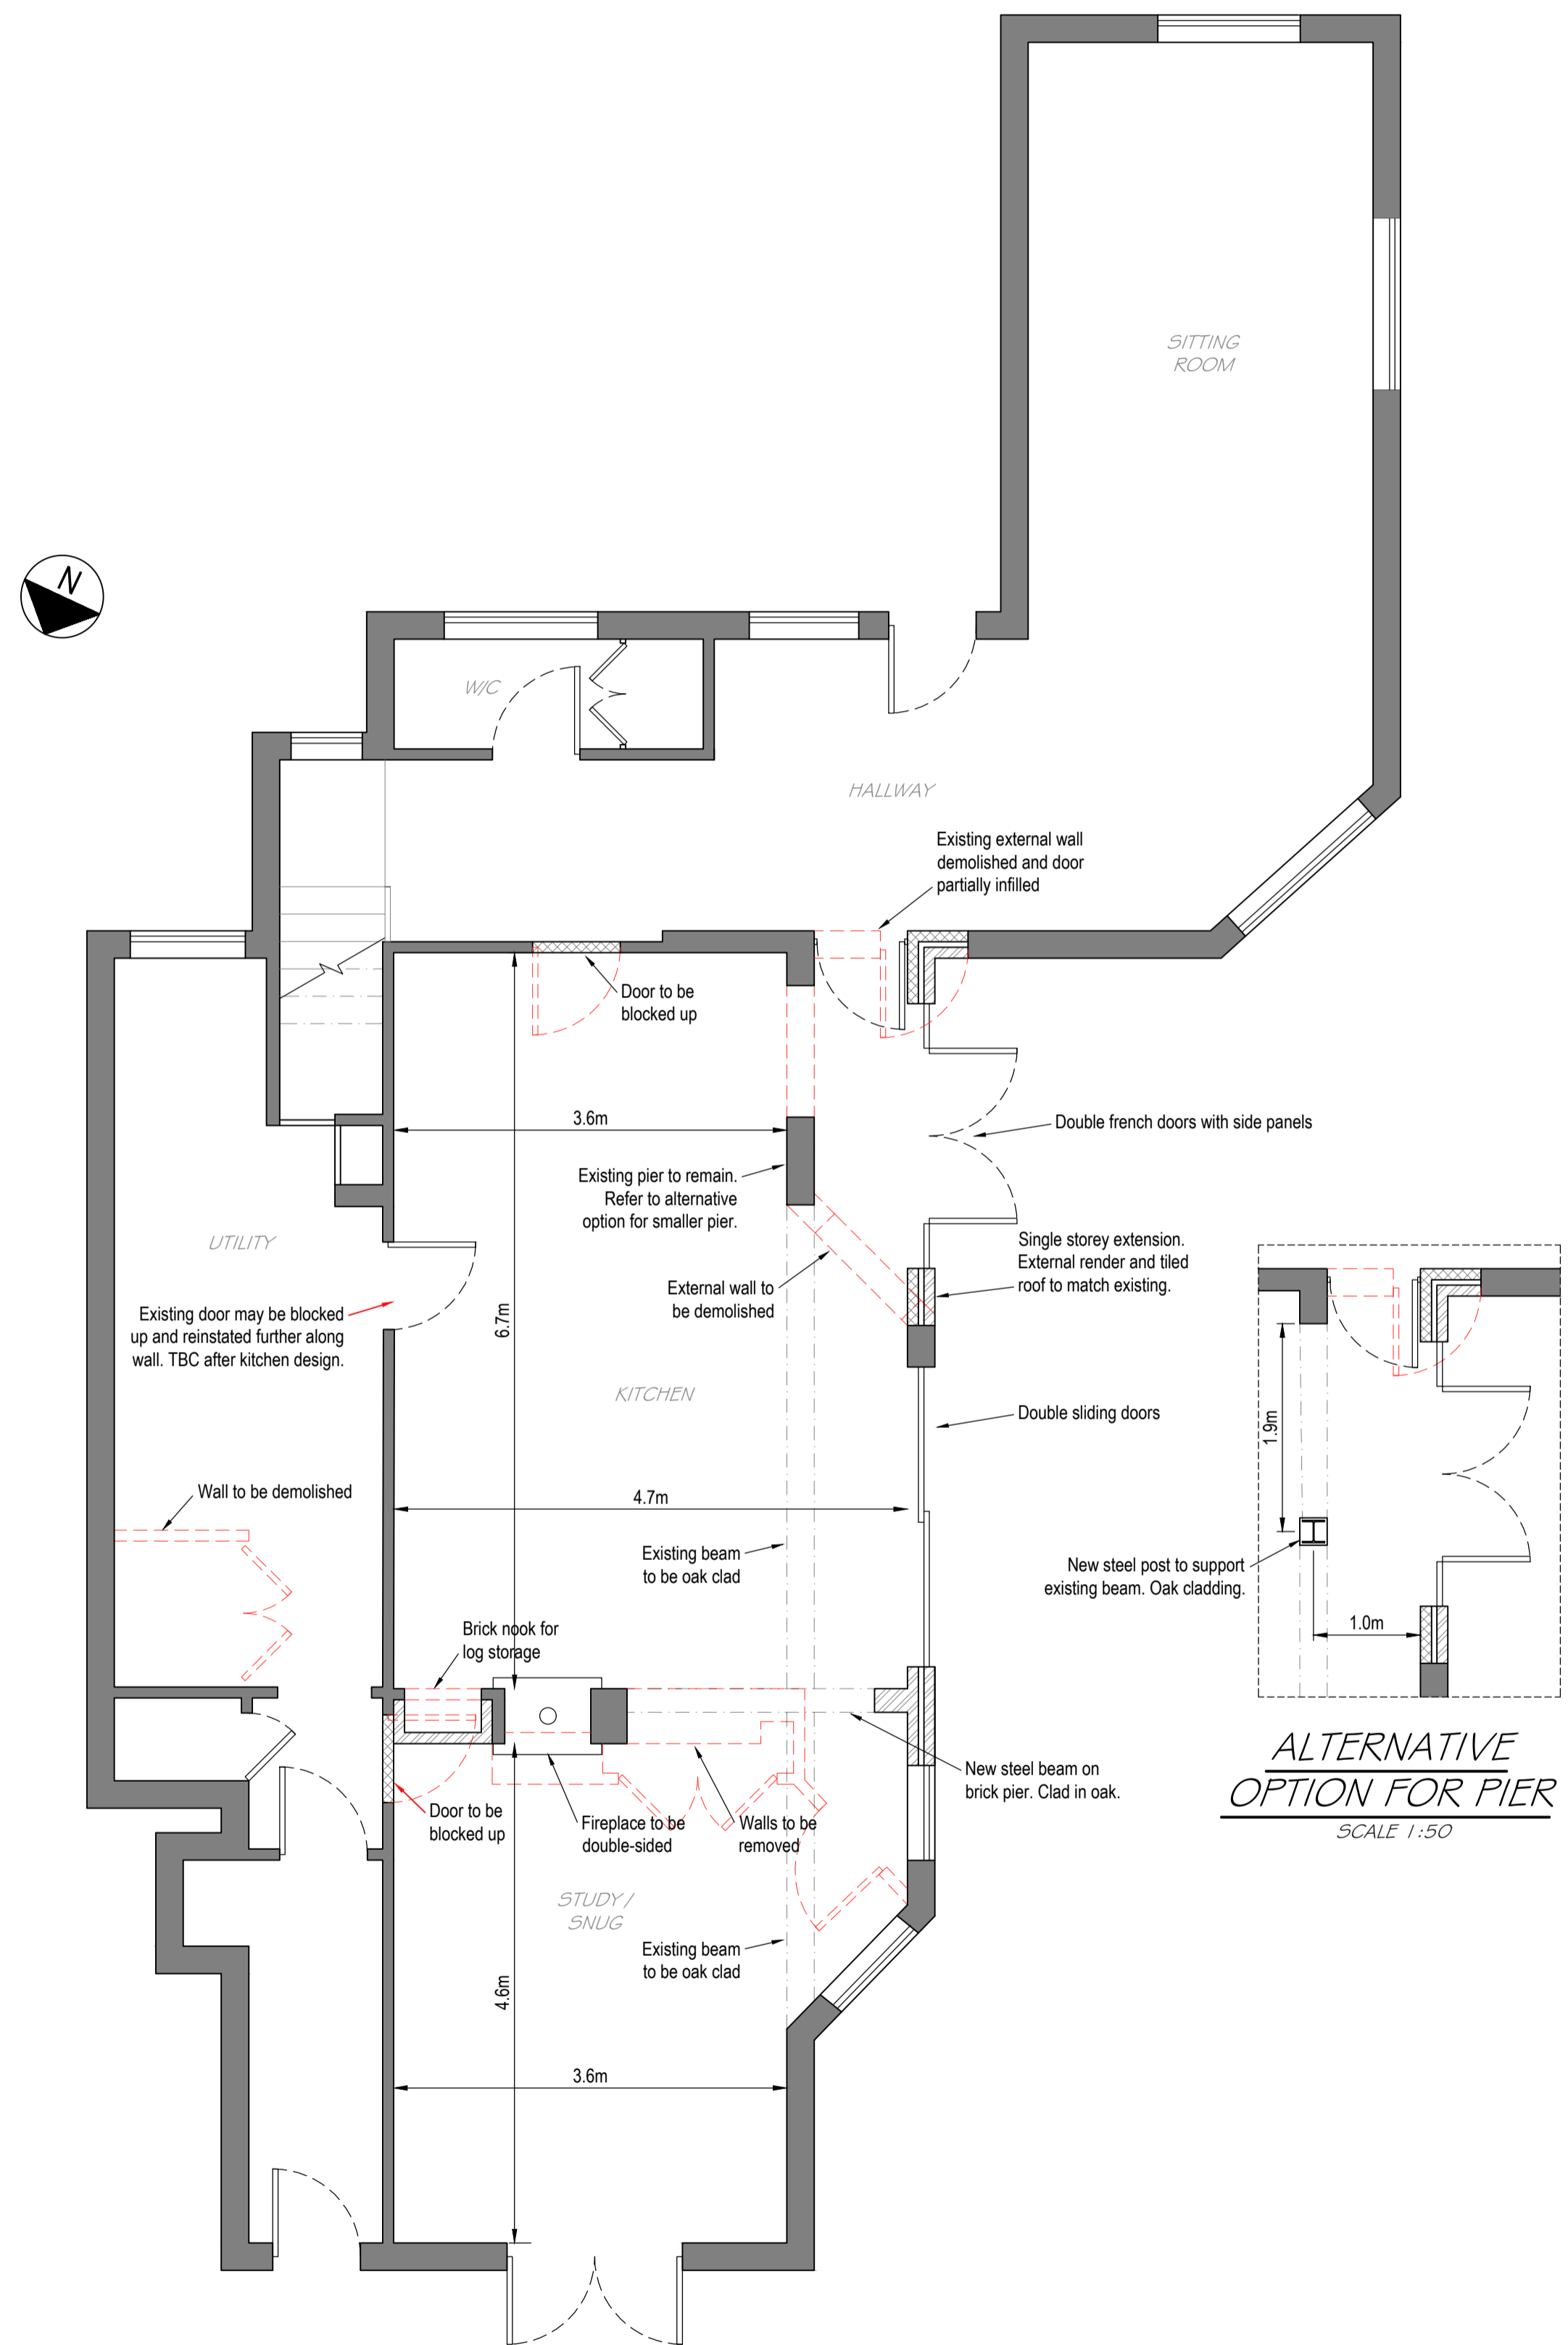 SITTING
ROOM
N
W/C
HALLWAY
Existing external wall
demolished and door
partially infilled
Door to be
blocked up
3.6m
Double french doors with side panels
Existing pier to remain.
Refer to alternative
option for smaller pier.
UTILITY
Single storey extension.
External render and tiled
roof to match existing.
External wall to
be demolished
Existing door may be blocked
up and reinstated further along
wall. TBC after kitchen design.
6.7m
KITCHEN
Double sliding doors
1.9m
Wall to be demolished
4.7m
Existing beam
to be oak clad
New steel post to support
existing beam. Oak cladding.
1.0m
Brick nook for
log storage
ALTERNATIVE
OPTION FOR PIER
SCALE 1:50
New steel beam on
brick pier. Clad in oak.
Door to be
blocked up
Fireplace to be
double-sided
Walls to be
removed
STUDY/
SNUG
Existing beam
to be oak clad
4.6m
3.6m